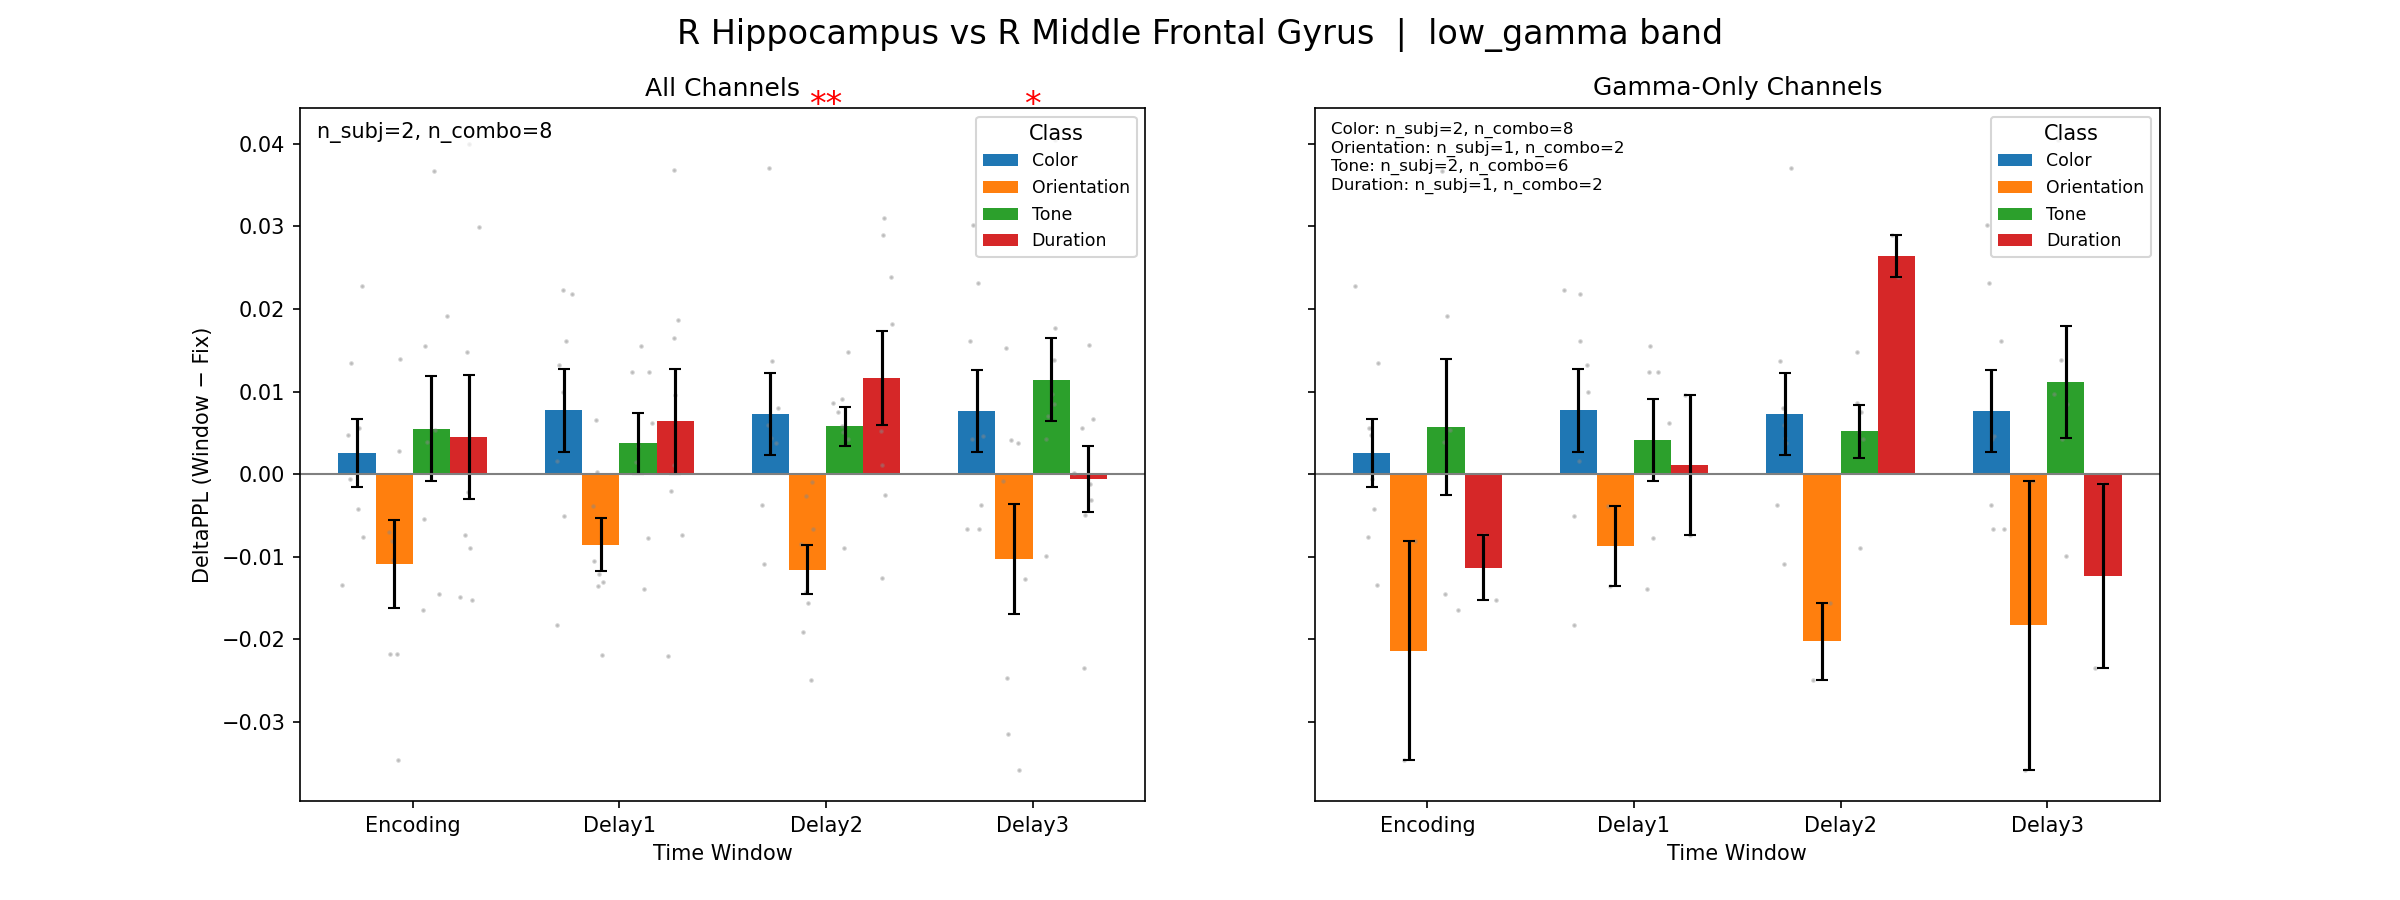 R Hippocampus vs R Middle Frontal Gyrus | low_gamma band
All Channels
**
*
n_subj=2, n_combo=8
Class
Color
Orientation
Tone
Duration
0.04
0.03
0.02
0.01
0.00
−0.01
−0.02
−0.03
DeltaPPL (Window − Fix)
Encoding
Delay1
Delay2
Delay3
Time Window
Gamma-Only Channels
Color: n_subj=2, n_combo=8
Orientation: n_subj=1, n_combo=2
Tone: n_subj=2, n_combo=6
Duration: n_subj=1, n_combo=2
Class
Color
Orientation
Tone
Duration
Encoding
Delay1
Delay2
Delay3
Time Window